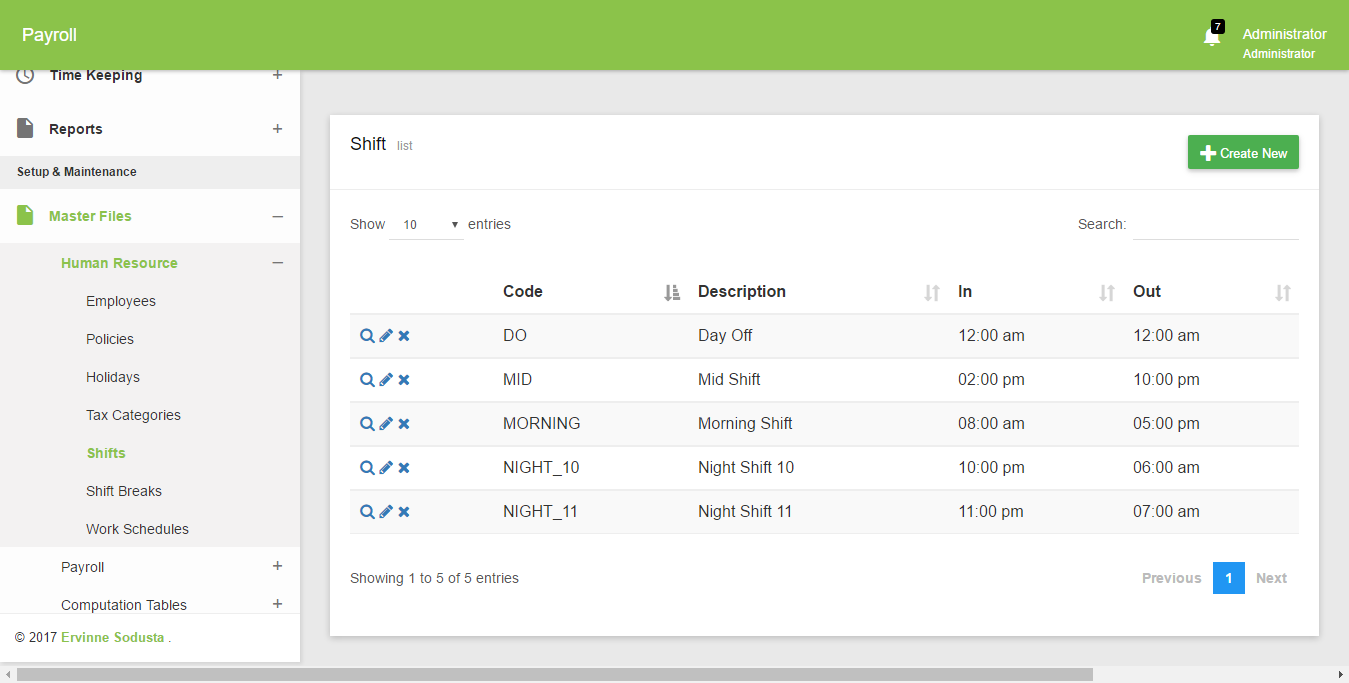 Payroll
7
Administrator
Administrator
Time Keeping +
Reports +
Setup & Maintenance
Master Files −
Human Resource −
Employees
Policies
Holidays
Tax Categories
Shifts
Shift Breaks
Work Schedules
Payroll +
Computation Tables +
© 2017 Ervinne Sodusta .
Shift list
Create New
Show 10 entries
Search:
Code Description In Out
DO Day Off 12:00 am 12:00 am
MID Mid Shift 02:00 pm 10:00 pm
MORNING Morning Shift 08:00 am 05:00 pm
NIGHT_10 Night Shift 10 10:00 pm 06:00 am
NIGHT_11 Night Shift 11 11:00 pm 07:00 am
Showing 1 to 5 of 5 entries
Previous 1 Next